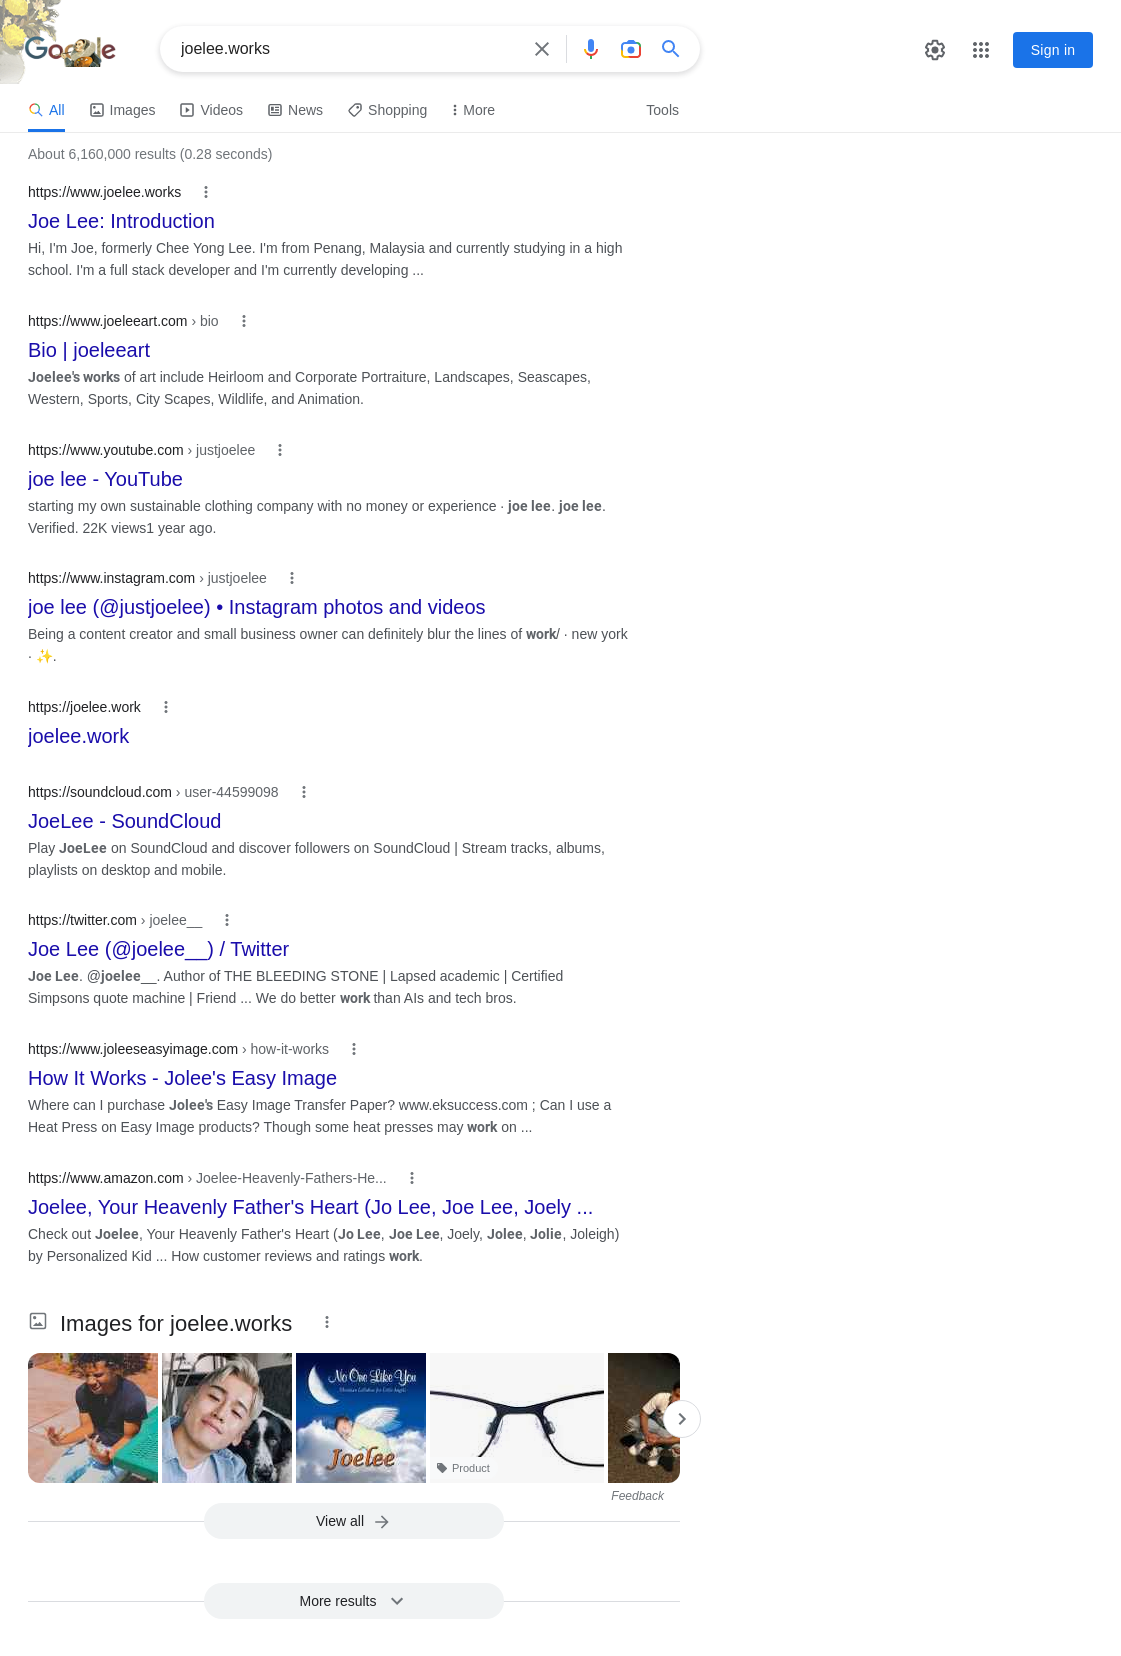 Google
joelee.works
Sign in
All
Images
Videos
News
Shopping
More
Tools
About 6,160,000 results (0.28 seconds)
https://www.joelee.works
Joe Lee: Introduction
Hi, I'm Joe, formerly Chee Yong Lee. I'm from Penang, Malaysia and currently studying in a high
school. I'm a full stack developer and I'm currently developing ...
https://www.joeleeart.com › bio
Bio | joeleeart
Joelee's works of art include Heirloom and Corporate Portraiture, Landscapes, Seascapes,
Western, Sports, City Scapes, Wildlife, and Animation.
https://www.youtube.com › justjoelee
joe lee - YouTube
starting my own sustainable clothing company with no money or experience · joe lee. joe lee.
Verified. 22K views1 year ago.
https://www.instagram.com › justjoelee
joe lee (@justjoelee) • Instagram photos and videos
Being a content creator and small business owner can definitely blur the lines of work/ · new york
· ✨.
https://joelee.work
joelee.work
https://soundcloud.com › user-44599098
JoeLee - SoundCloud
Play JoeLee on SoundCloud and discover followers on SoundCloud | Stream tracks, albums,
playlists on desktop and mobile.
https://twitter.com › joelee__
Joe Lee (@joelee__) / Twitter
Joe Lee. @joelee__. Author of THE BLEEDING STONE | Lapsed academic | Certified
Simpsons quote machine | Friend ... We do better work than AIs and tech bros.
https://www.joleeseasyimage.com › how-it-works
How It Works - Jolee's Easy Image
Where can I purchase Jolee's Easy Image Transfer Paper? www.eksuccess.com ; Can I use a
Heat Press on Easy Image products? Though some heat presses may work on ...
https://www.amazon.com › Joelee-Heavenly-Fathers-He...
Joelee, Your Heavenly Father's Heart (Jo Lee, Joe Lee, Joely ...
Check out Joelee, Your Heavenly Father's Heart (Jo Lee, Joe Lee, Joely, Jolee, Jolie, Joleigh)
by Personalized Kid ... How customer reviews and ratings work.
Images for joelee.works
No One Like You
Christian Lullabies for Little Angels
Joelee
Product
Feedback
View all
More results